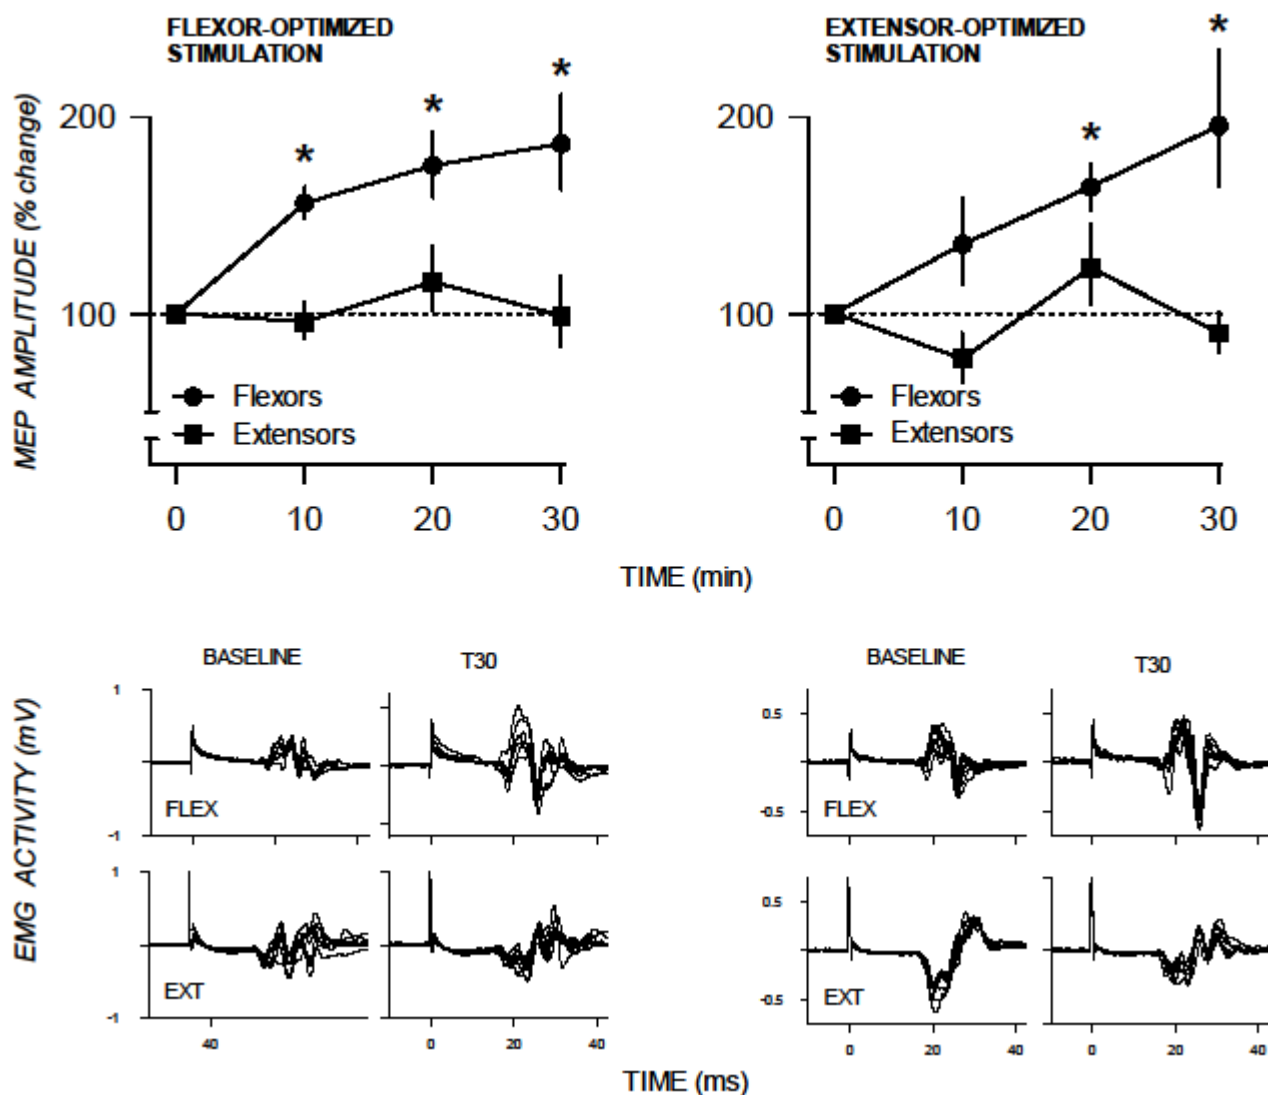 FLEXOR-OPTIMIZED
STIMULATION
EXTENSOR-OPTIMIZED
STIMULATION
MEP AMPLITUDE (% change)
200
100
* * *
Flexors
Extensors
0 10 20 30
200
100
* *
Flexors
Extensors
0 10 20 30
TIME (min)
EMG ACTIVITY (mV)
BASELINE
T30
BASELINE
T30
1
-1
FLEX
0.5
-0.5
FLEX
1
-1
EXT
40
0 20 40
0.5
-0.5
EXT
0 20 40
0 20 40
TIME (ms)